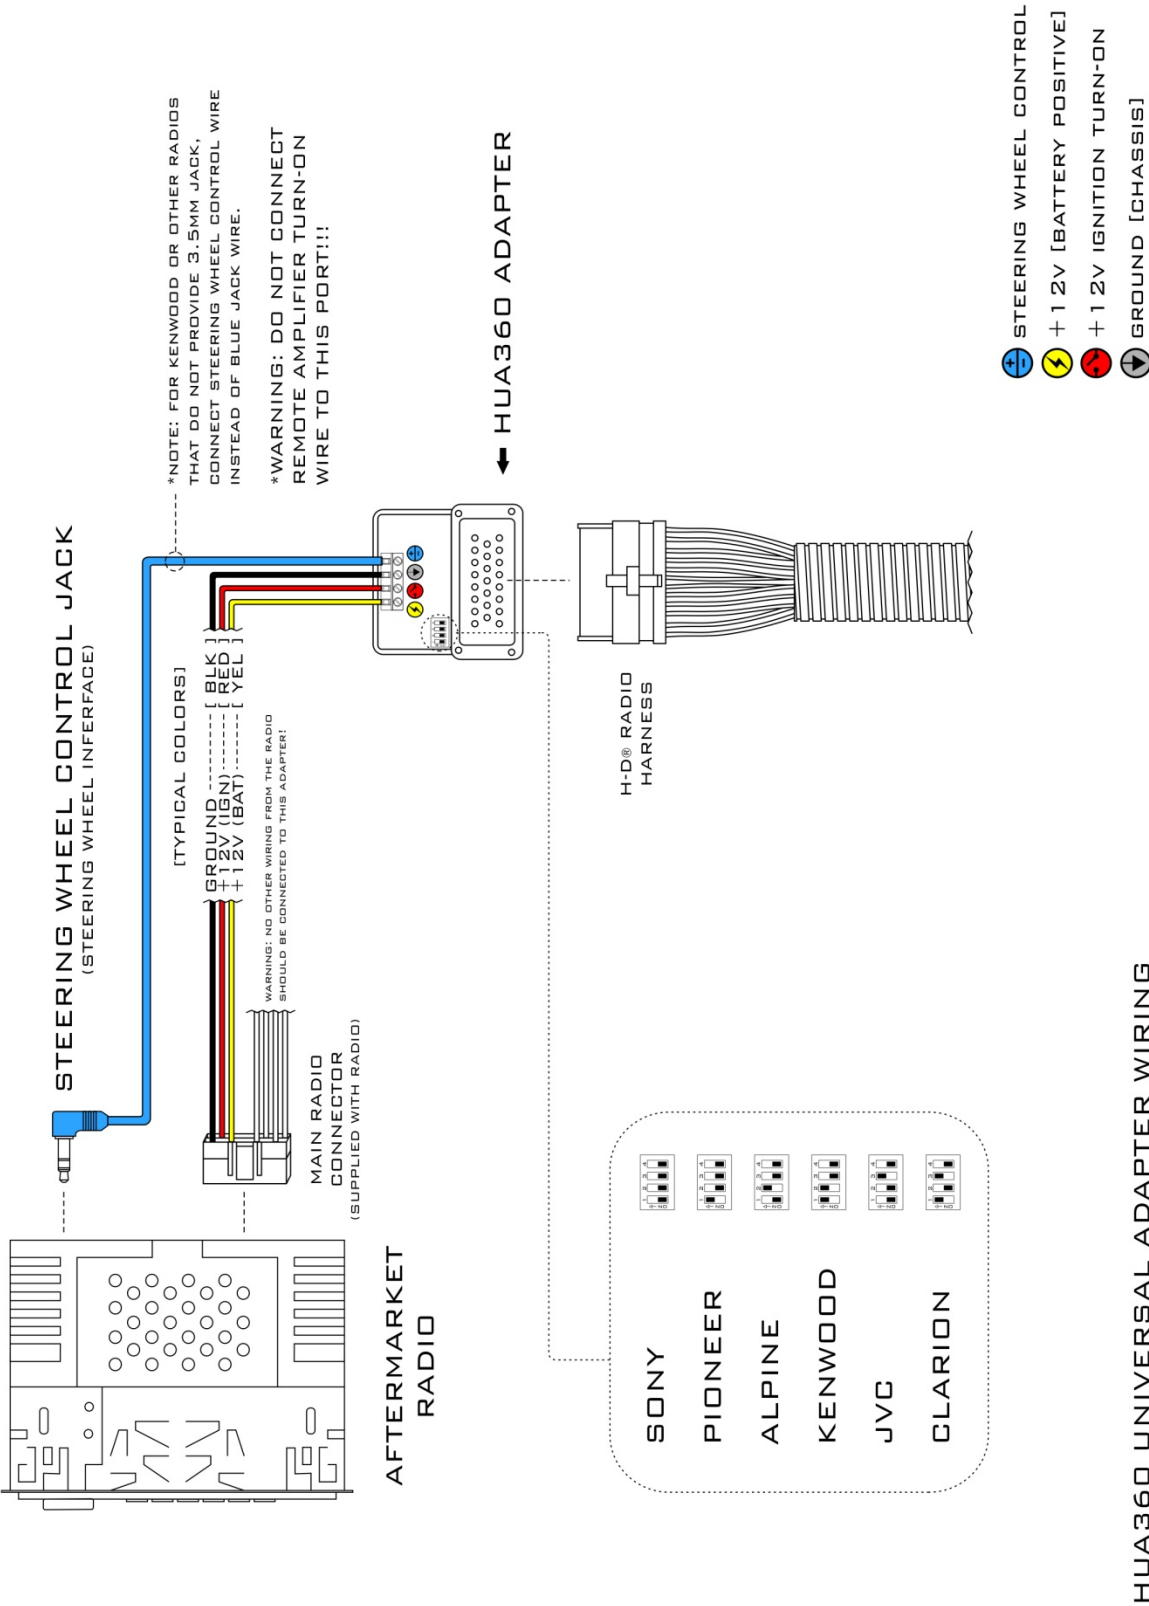 STEERING WHEEL CONTROL JACK
(STEERING WHEEL INFERFACE)
*NOTE: FOR KENWOOD OR OTHER RADIOS
THAT DO NOT PROVIDE 3.5MM JACK,
CONNECT STEERING WHEEL CONTROL WIRE
INSTEAD OF BLUE JACK WIRE.
*WARNING: DO NOT CONNECT
REMOTE AMPLIFIER TURN-ON
WIRE TO THIS PORT!!!
[TYPICAL COLORS]
GROUND [ BLK ]
+12V (IGN) [ RED ]
+12V (BAT) [ YEL ]
WARNING: NO OTHER WIRING FROM THE RADIO
SHOULD BE CONNECTED TO THIS ADAPTER!
MAIN RADIO
CONNECTOR
(SUPPLIED WITH RADIO)
AFTERMARKET
RADIO
HUA360 ADAPTER
H-D® RADIO
HARNESS
SONY
PIONEER
ALPINE
KENWOOD
JVC
CLARION
STEERING WHEEL CONTROL
+12V [BATTERY POSITIVE]
+12V IGNITION TURN-ON
GROUND [CHASSIS]
HUA360 UNIVERSAL ADAPTER WIRING